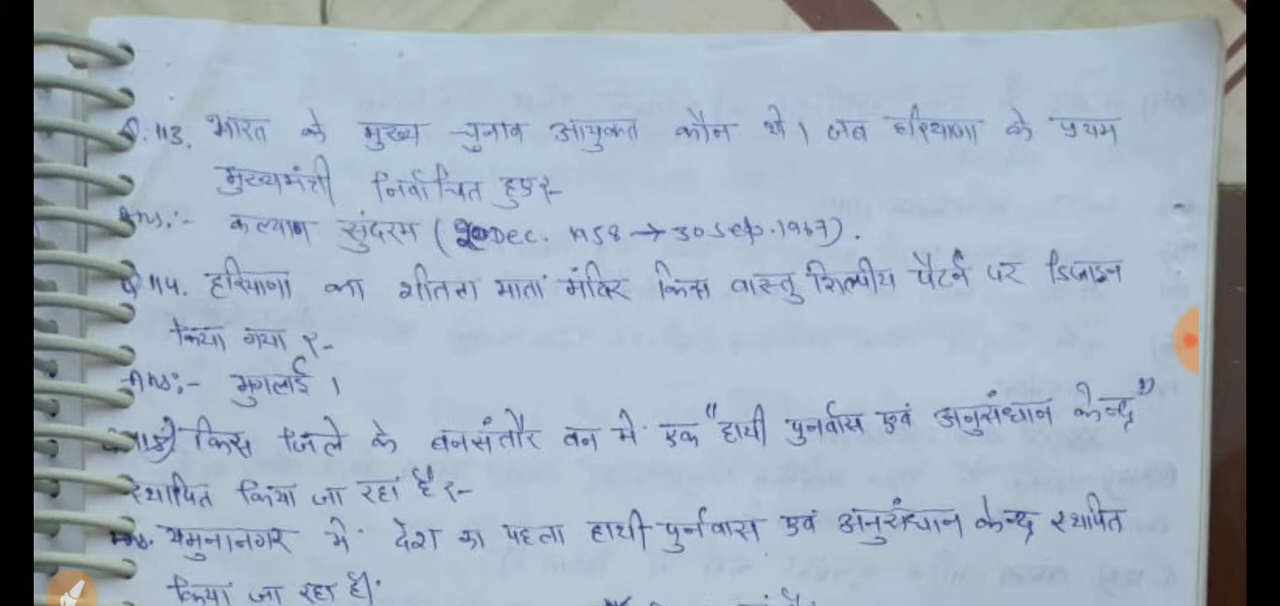 Q.113. भारत के मुख्य चुनाव आयुक्त कौन थे। जब हरियाणा के प्रथम
मुख्यमंत्री निर्वाचित हुए?-
Ans:- कल्याण सुंदरम (20 Dec. 1958 → 30 Sep. 1967).
Q 114. हरियाणा का शीतला माता मंदिर किस वास्तु शिल्पीय पैटर्न पर डिजाइन
किया गया ?-
Ans:- मुगलाई ।
किस जिले के बनसंतौर वन मे एक "हाथी पुनर्वास एवं अनुसंधान केन्द्र"
स्थापित किया जा रहा है?-
Ans. यमुनानगर मे देश का पहला हाथी पुर्नवास एवं अनुसंधान केन्द्र स्थापित
किया जा रहा है।